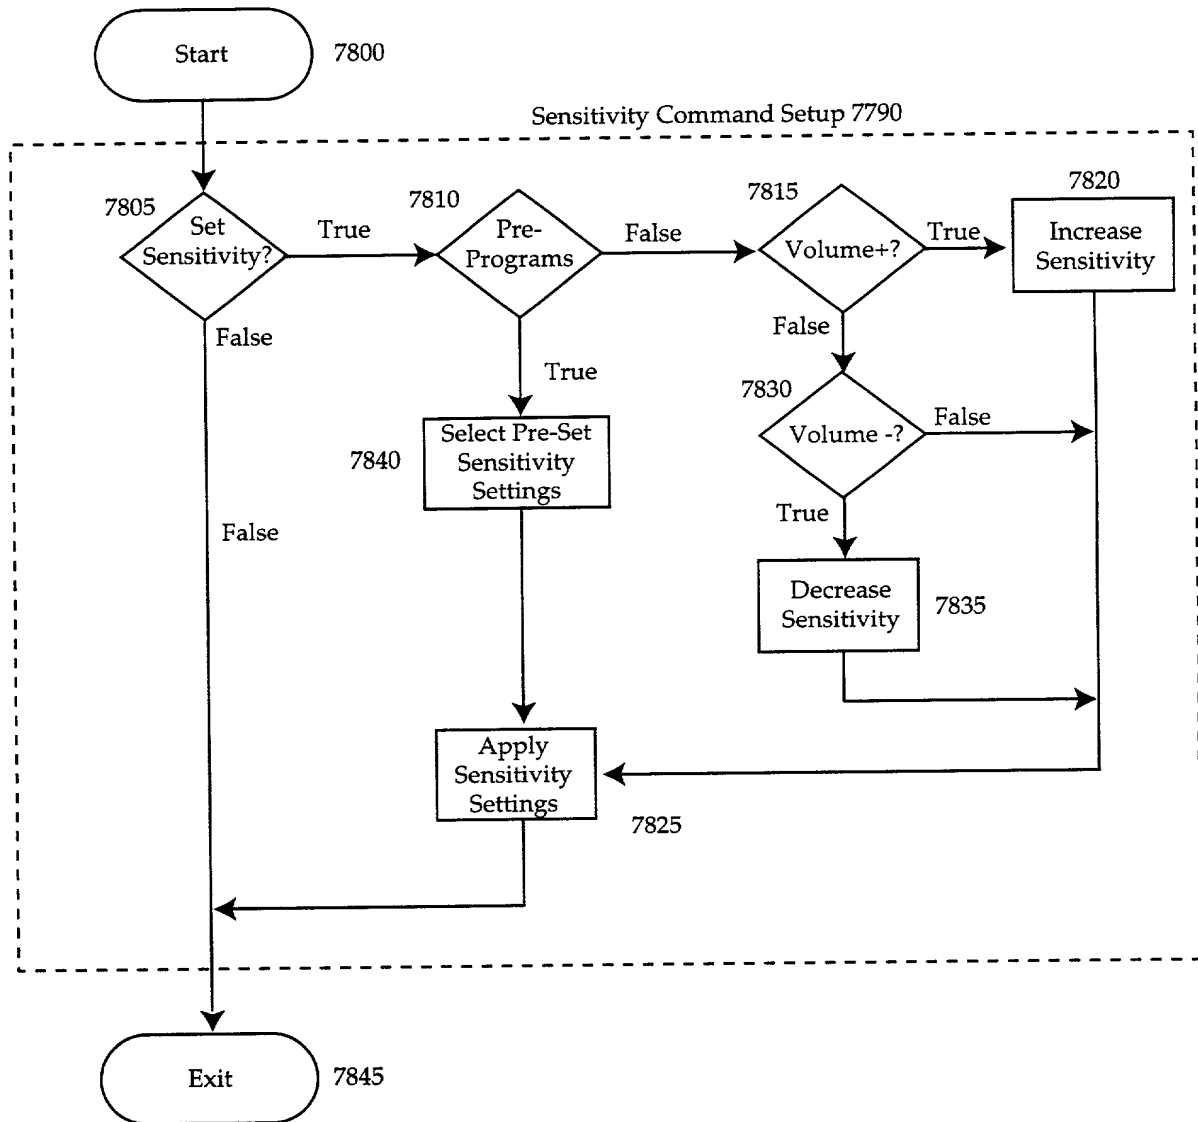 Start
7800
Sensitivity Command Setup 7790
7805
Set
Sensitivity?
True
7810
Pre-
Programs
False
7815
Volume+?
True
7820
Increase
Sensitivity
False
False
True
7830
Volume -?
False
7840
Select Pre-Set
Sensitivity
Settings
True
False
Decrease
Sensitivity
7835
Apply
Sensitivity
Settings
7825
Exit
7845